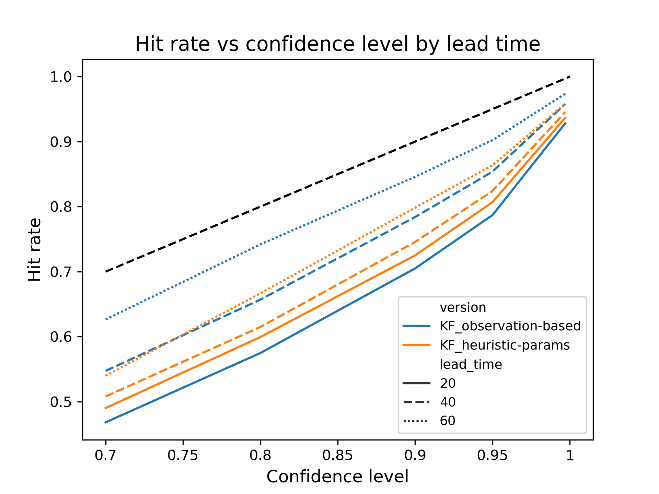 Hit rate vs confidence level by lead time
1.0
0.9
0.8
0.7
0.6
0.5
Hit rate
version
KF_observation-based
KF_heuristic-params
lead_time
20
40
60
0.7
0.75
0.8
0.85
0.9
0.95
1
Confidence level